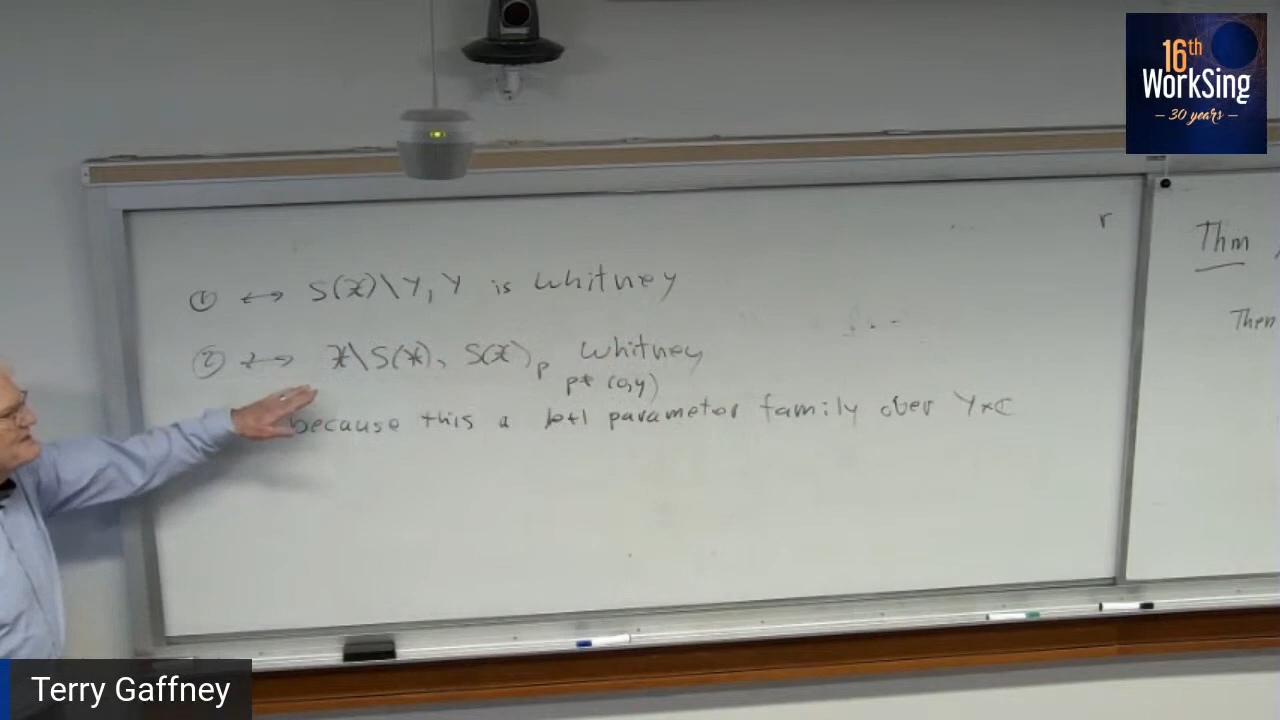 16th
WorkSing
– 30 years –
r
① ↔ S(𝒳)\Y, Y is Whitney
② ↔ 𝒳\S(𝒳), S(𝒳)p Whitney
pt (0,y)
because this a k+1 parameter family over Y×ℂ
Thm
Then
Terry Gaffney